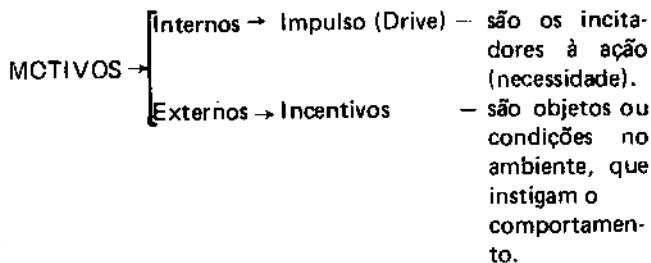 Internos → Impulso (Drive) — são os incita-
dores à ação
MOTIVOS → (necessidade).
Externos → Incentivos — são objetos ou
condições no
ambiente, que
instigam o
comportamen-
to.